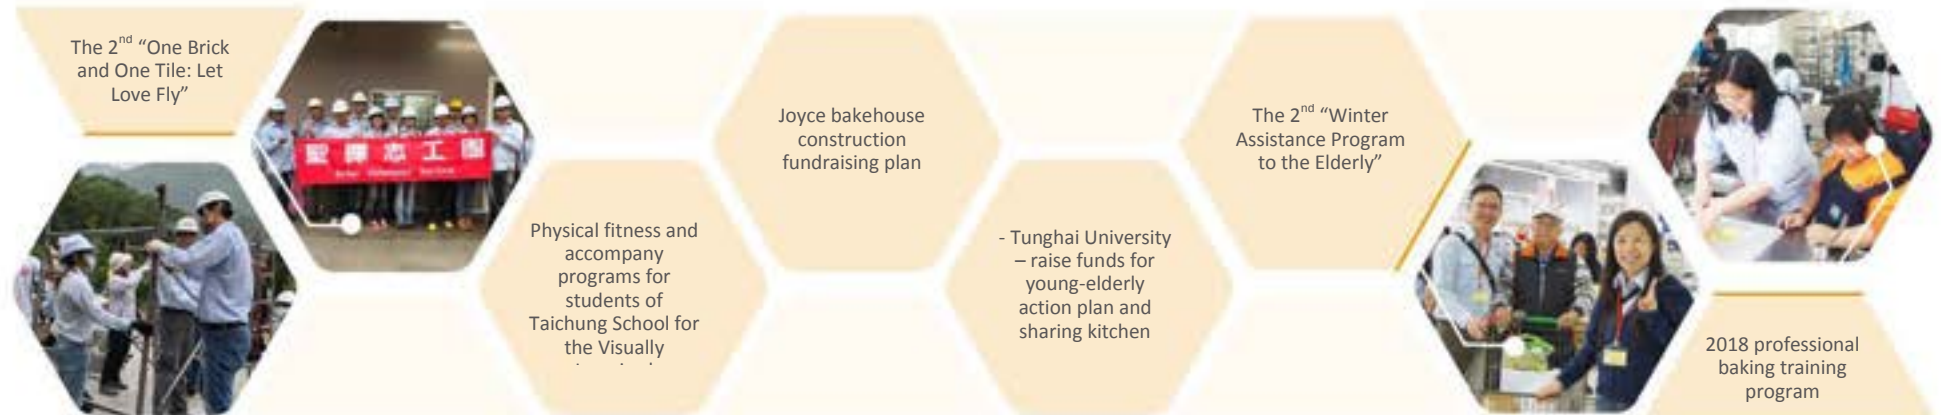 The 2nd “One Brick
and One Tile: Let
Love Fly”
聖暉志工團
Physical fitness and
accompany
programs for
students of
Taichung School for
the Visually
Joyce bakehouse
construction
fundraising plan
- Tunghai University
– raise funds for
young-elderly
action plan and
sharing kitchen
The 2nd “Winter
Assistance Program
to the Elderly”
2018 professional
baking training
program